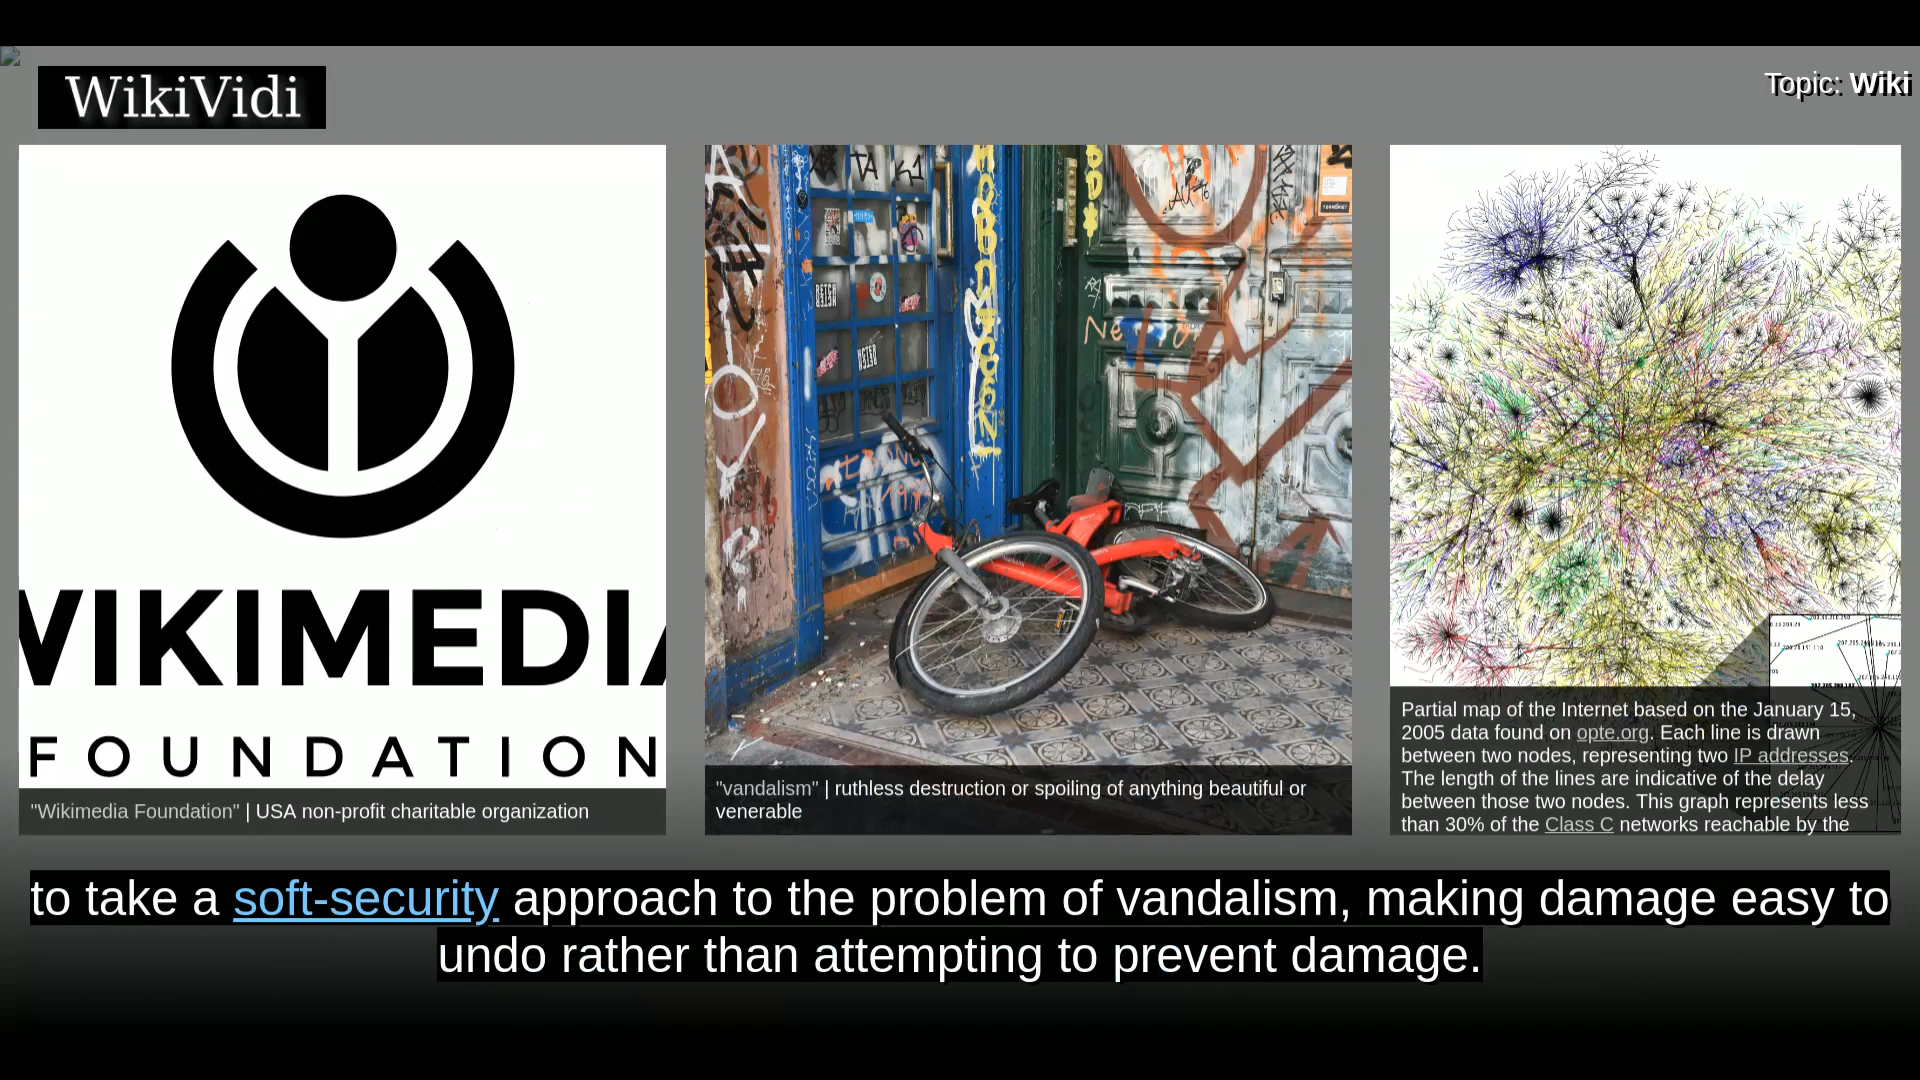 WikiVidi
Topic: Wiki
WIKIMEDIA
FOUNDATION
"Wikimedia Foundation" | USA non-profit charitable organization
TA K1
Ne
"vandalism" | ruthless destruction or spoiling of anything beautiful or
venerable
Partial map of the Internet based on the January 15,
2005 data found on opte.org. Each line is drawn
between two nodes, representing two IP addresses.
The length of the lines are indicative of the delay
between those two nodes. This graph represents less
than 30% of the Class C networks reachable by the
to take a soft-security approach to the problem of vandalism, making damage easy to
undo rather than attempting to prevent damage.